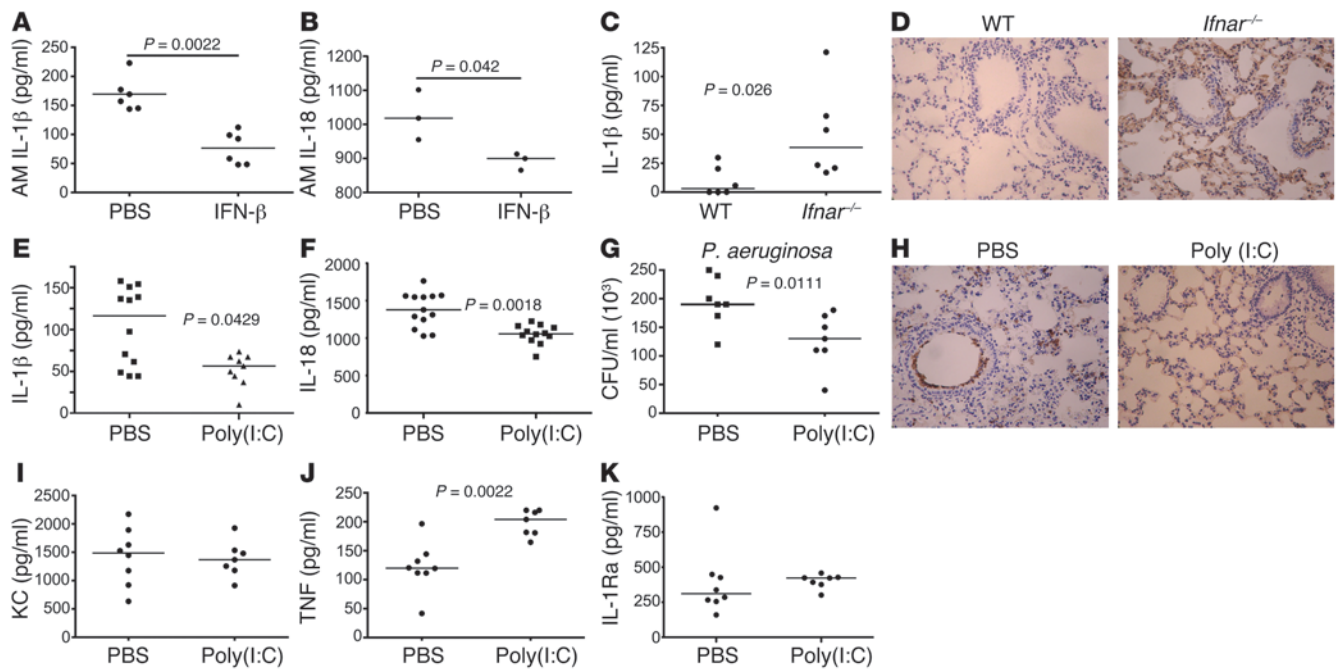 A
AM IL-1β (pg/ml)
250
200
150
100
50
0
P = 0.0022
PBS
IFN-β
B
AM IL-18 (pg/ml)
1200
1100
1000
900
800
P = 0.042
PBS
IFN-β
C
IL-1β (pg/ml)
125
100
75
50
25
0
P = 0.026
WT
Ifnar–/–
D
WT
Ifnar–/–
E
IL-1β (pg/ml)
150
100
50
0
P = 0.0429
PBS
Poly(I:C)
F
IL-18 (pg/ml)
2000
1500
1000
500
0
P = 0.0018
PBS
Poly(I:C)
G
P. aeruginosa
CFU/ml (10³)
250
200
150
100
50
0
P = 0.0111
PBS
Poly(I:C)
H
PBS
Poly (I:C)
I
KC (pg/ml)
2500
2000
1500
1000
500
0
PBS
Poly(I:C)
J
TNF (pg/ml)
250
200
150
100
50
0
P = 0.0022
PBS
Poly(I:C)
K
IL-1Ra (pg/ml)
1000
750
500
250
0
PBS
Poly(I:C)